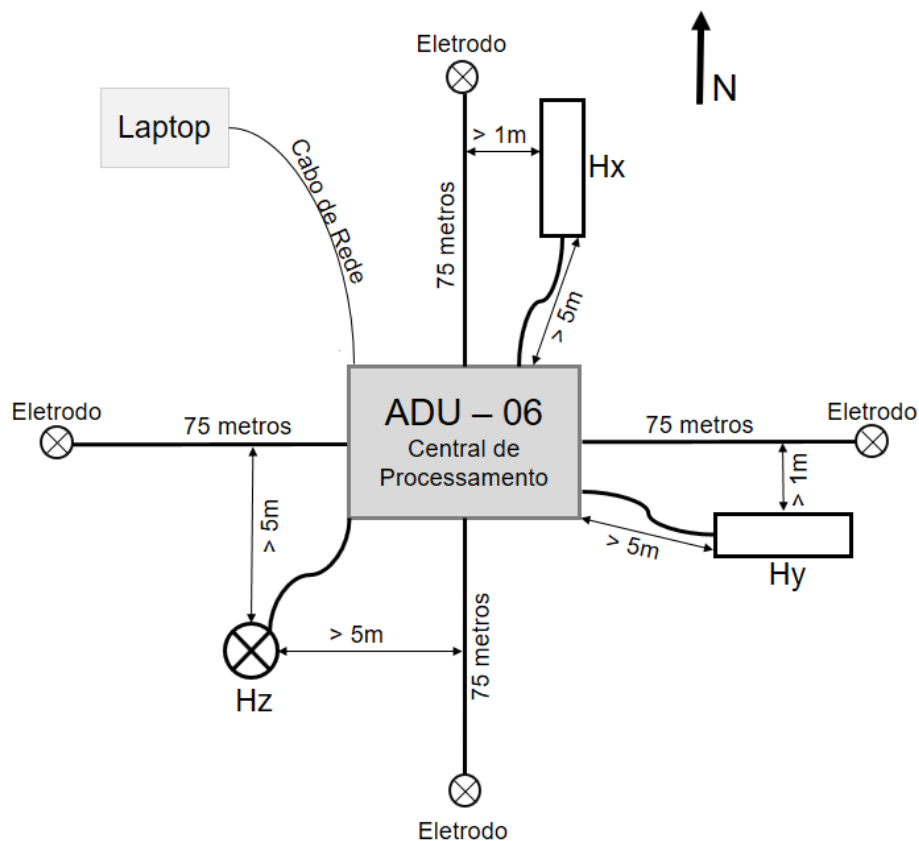 Eletrodo
N
Laptop
> 1m
Hx
Cabo de Rede
75 metros
> 5m
ADU – 06
Central de
Processamento
Eletrodo
75 metros
75 metros
Eletrodo
> 1m
> 5m
> 5m
Hy
> 5m
Hz
75 metros
Eletrodo